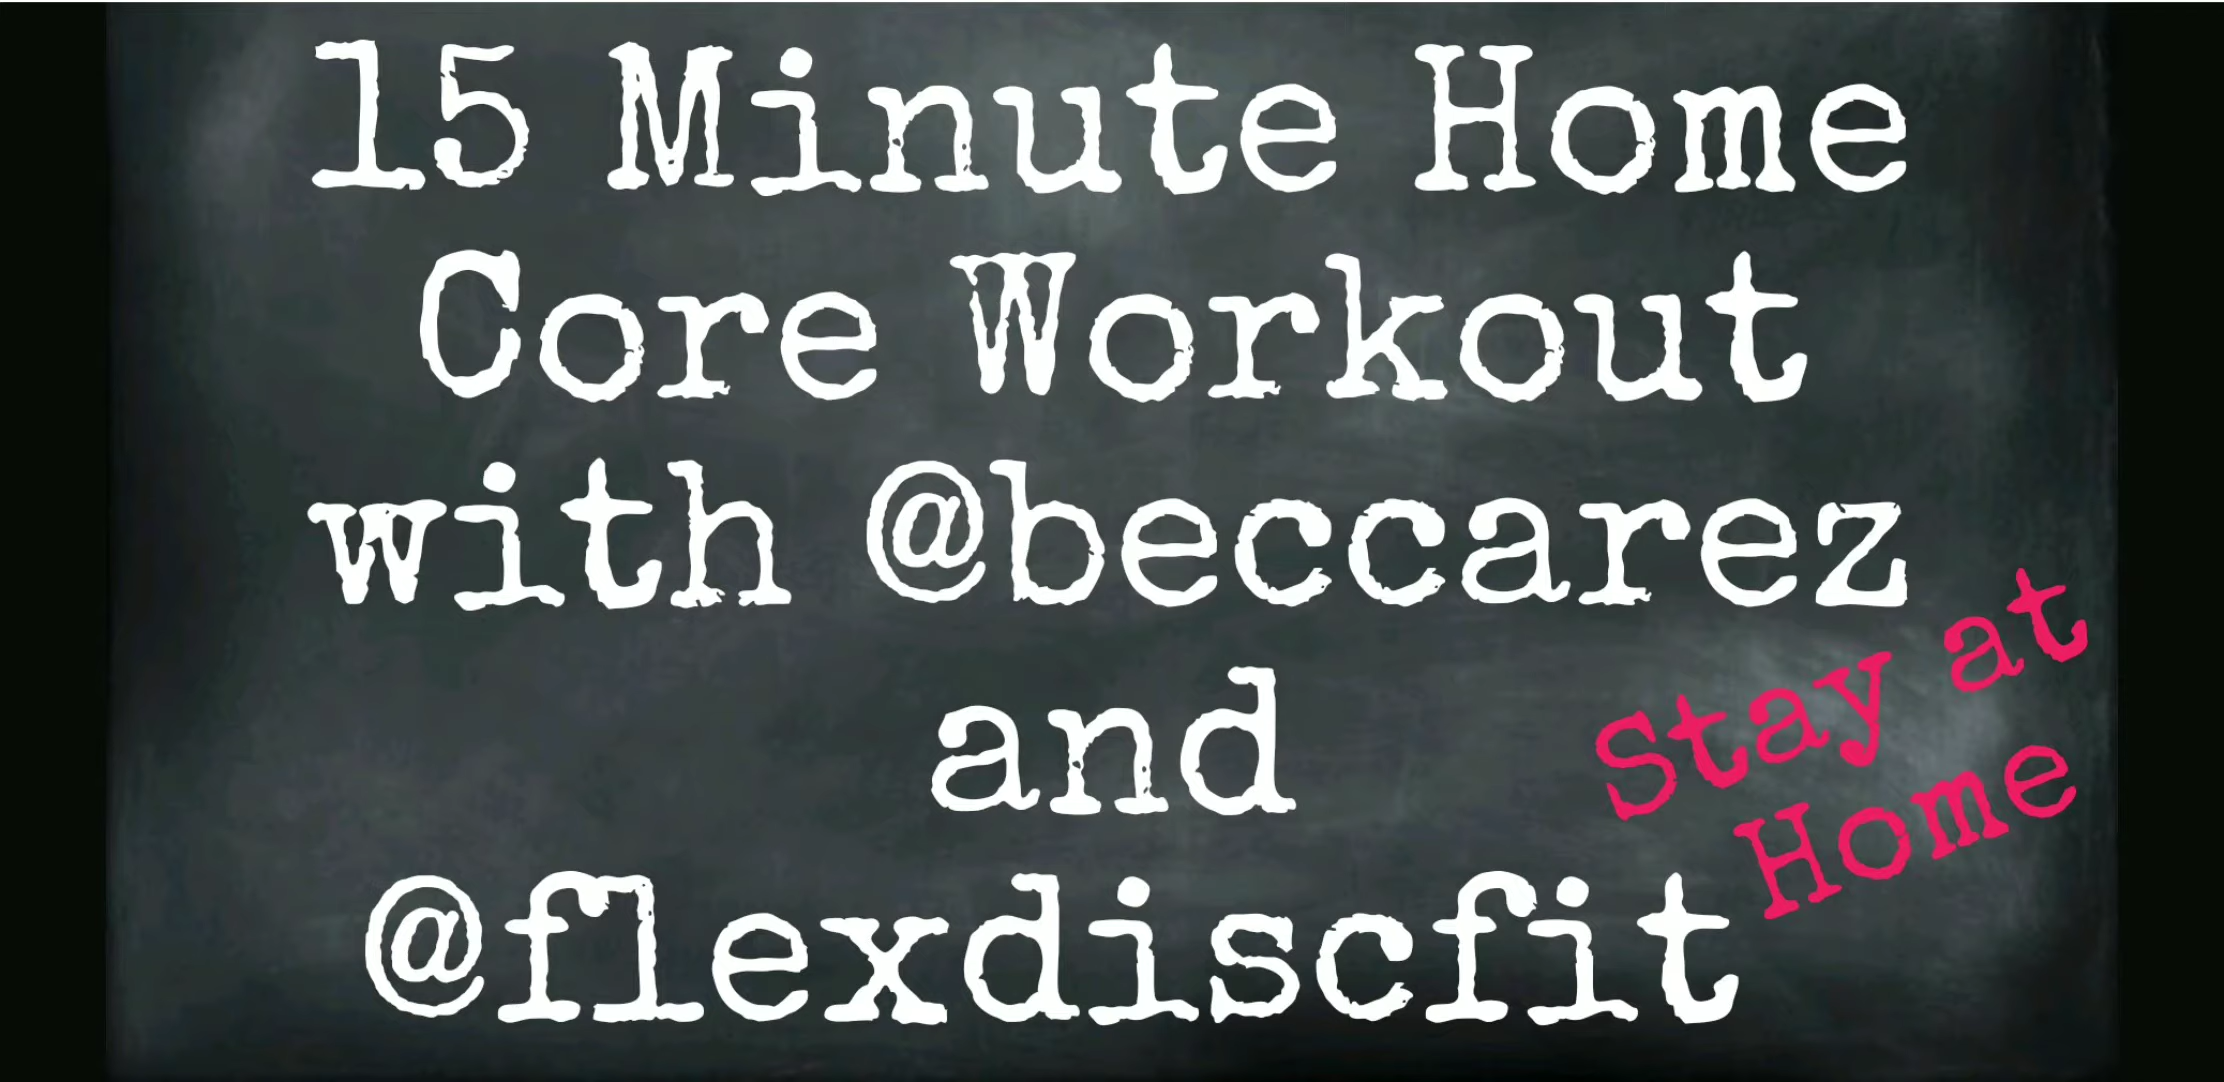 15 Minute Home
Core Workout
with @beccarez
and
@flexdiscfit
Stay at
Home